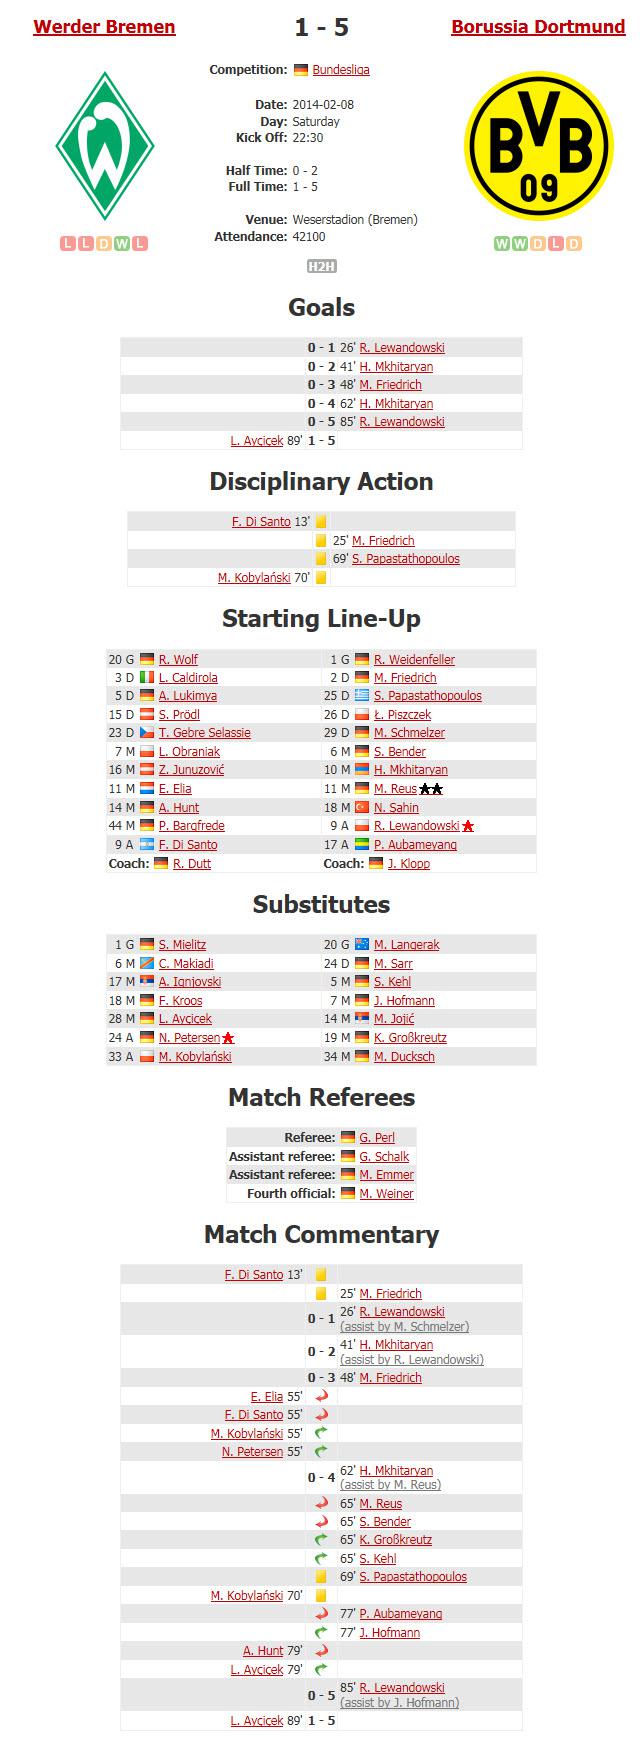 Werder Bremen 1 - 5 Borussia Dortmund
Competition: Bundesliga
Date: 2014-02-08
Day: Saturday
Kick Off: 22:30
Half Time: 0 - 2
Full Time: 1 - 5
Venue: Weserstadion (Bremen)
Attendance: 42100
W
BVB
09
L L D W L
W W D L D
H2H
Goals
0 - 1 26' R. Lewandowski
0 - 2 41' H. Mkhitaryan
0 - 3 48' M. Friedrich
0 - 4 62' H. Mkhitaryan
0 - 5 85' R. Lewandowski
L. Aycicek 89' 1 - 5
Disciplinary Action
F. Di Santo 13'
25' M. Friedrich
69' S. Papastathopoulos
M. Kobylański 70'
Starting Line-Up
20 G R. Wolf 1 G R. Weidenfeller
3 D L. Caldirola 2 D M. Friedrich
5 D A. Lukimya 25 D S. Papastathopoulos
15 D S. Prödl 26 D Ł. Piszczek
23 D T. Gebre Selassie 29 D M. Schmelzer
7 M L. Obraniak 6 M S. Bender
16 M Z. Junuzović 10 M H. Mkhitaryan
11 M E. Elia 11 M M. Reus
14 M A. Hunt 18 M N. Sahin
44 M P. Bargfrede 9 A R. Lewandowski
9 A F. Di Santo 17 A P. Aubameyang
Coach: R. Dutt Coach: J. Klopp
Substitutes
1 G S. Mielitz 20 G M. Langerak
6 M C. Makiadi 24 D M. Sarr
17 M A. Ignjovski 5 M S. Kehl
18 M F. Kroos 7 M J. Hofmann
28 M L. Aycicek 14 M M. Jojić
24 A N. Petersen 19 M K. Großkreutz
33 A M. Kobylański 34 M M. Ducksch
Match Referees
Referee: G. Perl
Assistant referee: G. Schalk
Assistant referee: M. Emmer
Fourth official: M. Weiner
Match Commentary
F. Di Santo 13'
25' M. Friedrich
0 - 1 26' R. Lewandowski
(assist by M. Schmelzer)
0 - 2 41' H. Mkhitaryan
(assist by R. Lewandowski)
0 - 3 48' M. Friedrich
E. Elia 55'
F. Di Santo 55'
M. Kobylański 55'
N. Petersen 55'
0 - 4 62' H. Mkhitaryan
(assist by M. Reus)
65' M. Reus
65' S. Bender
65' K. Großkreutz
65' S. Kehl
69' S. Papastathopoulos
M. Kobylański 70'
77' P. Aubameyang
77' J. Hofmann
A. Hunt 79'
L. Aycicek 79'
0 - 5 85' R. Lewandowski
(assist by J. Hofmann)
L. Aycicek 89' 1 - 5